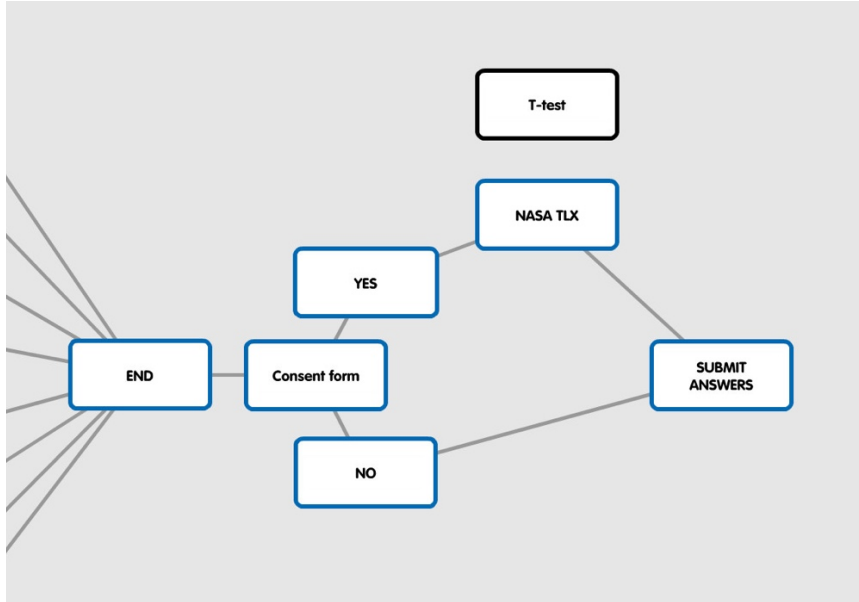 T-test
NASA TLX
YES
END
Consent form
SUBMIT
ANSWERS
NO